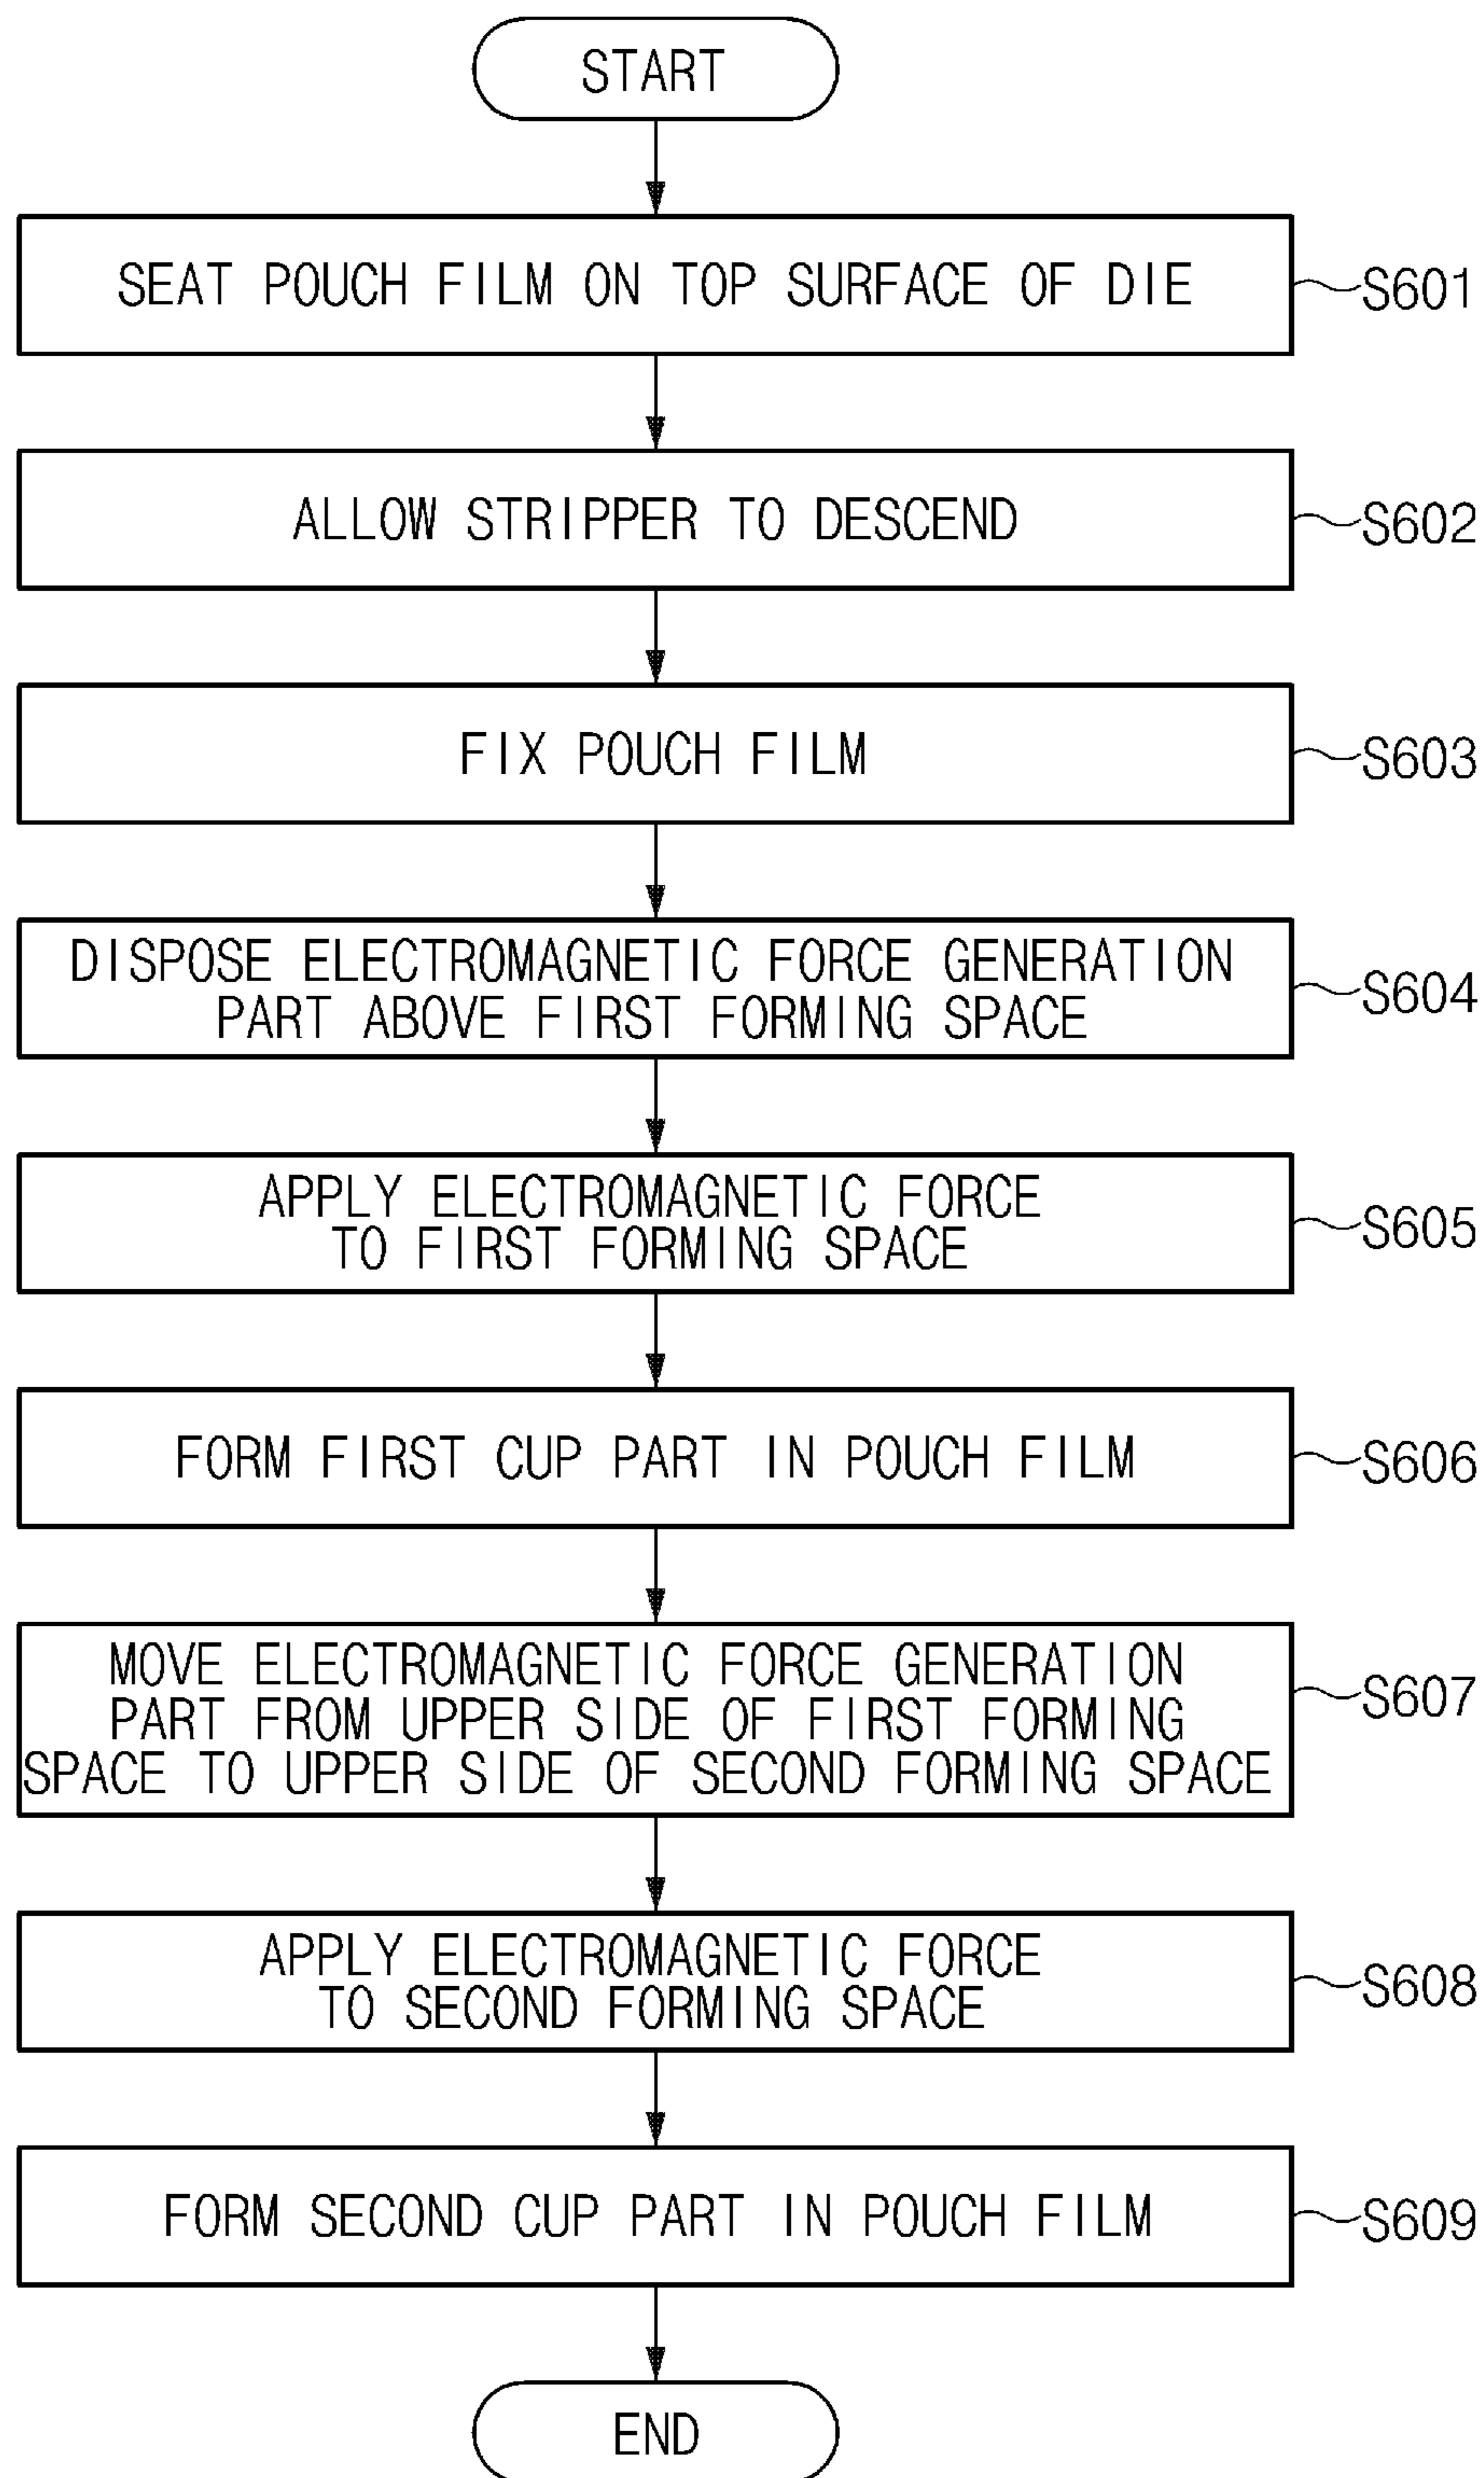 START
SEAT POUCH FILM ON TOP SURFACE OF DIE
S601
ALLOW STRIPPER TO DESCEND
S602
FIX POUCH FILM
S603
DISPOSE ELECTROMAGNETIC FORCE GENERATION
PART ABOVE FIRST FORMING SPACE
S604
APPLY ELECTROMAGNETIC FORCE
TO FIRST FORMING SPACE
S605
FORM FIRST CUP PART IN POUCH FILM
S606
MOVE ELECTROMAGNETIC FORCE GENERATION
PART FROM UPPER SIDE OF FIRST FORMING
SPACE TO UPPER SIDE OF SECOND FORMING SPACE
S607
APPLY ELECTROMAGNETIC FORCE
TO SECOND FORMING SPACE
S608
FORM SECOND CUP PART IN POUCH FILM
S609
END